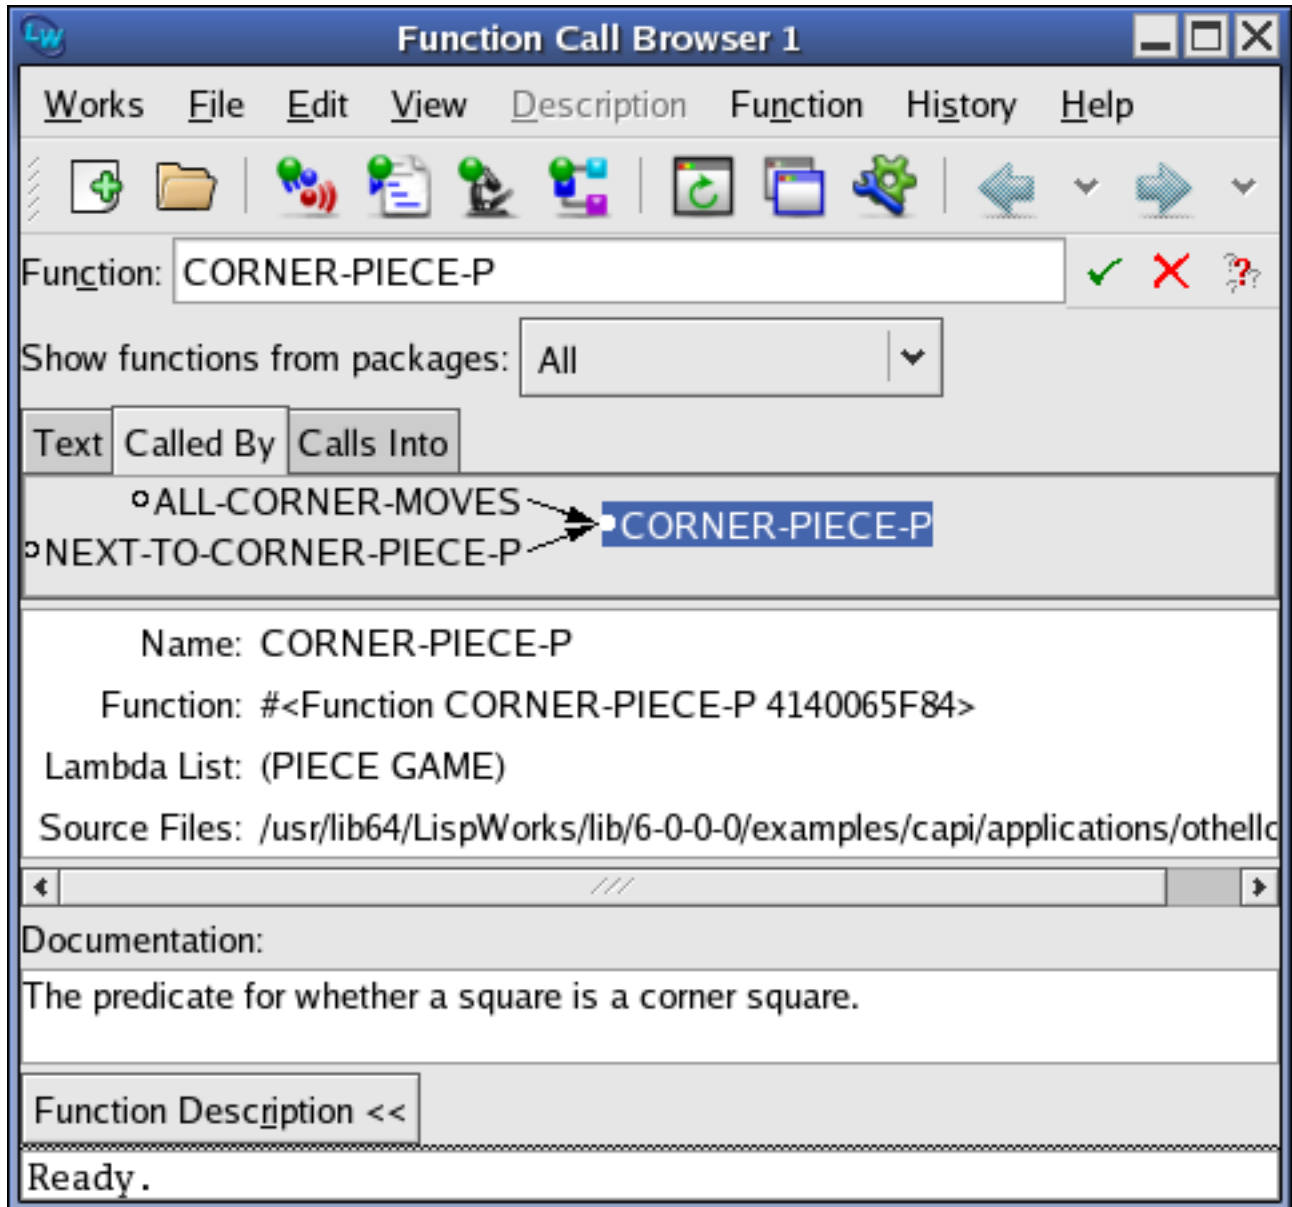 LW Function Call Browser 1
Works File Edit View Description Function History Help
Function: CORNER-PIECE-P
Show functions from packages: All
Text Called By Calls Into
ALL-CORNER-MOVES
CORNER-PIECE-P
NEXT-TO-CORNER-PIECE-P
Name: CORNER-PIECE-P
Function: #<Function CORNER-PIECE-P 4140065F84>
Lambda List: (PIECE GAME)
Source Files: /usr/lib64/LispWorks/lib/6-0-0-0/examples/capi/applications/othello
Documentation:
The predicate for whether a square is a corner square.
Function Description <<
Ready.